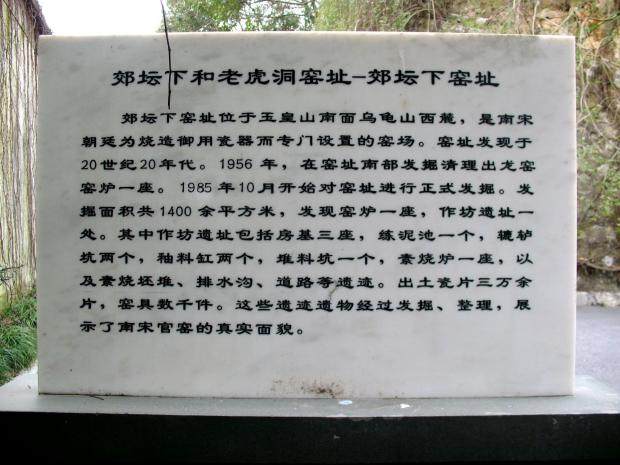 郊坛下和老虎洞窑址-郊坛下窑址
郊坛下窑址位于玉皇山南面乌龟山西麓，是南宋
朝廷为烧造御用瓷器而专门设置的窑场。窑址发现于
20世纪20年代。1956年，在窑址南部发掘清理出龙窑
窑炉一座。1985年10月开始对窑址进行正式发掘。发
掘面积共1400余平方米，发现窑炉一座，作坊遗址一
处。其中作坊遗址包括房基三座，练泥池一个，辘轳
坑两个，釉料缸两个，堆料坑一个，素烧炉一座，以
及素烧坯堆、排水沟、道路等遗迹。出土瓷片三万余
片，窑具数千件。这些遗迹遗物经过发掘、整理，展
示了南宋官窑的真实面貌。